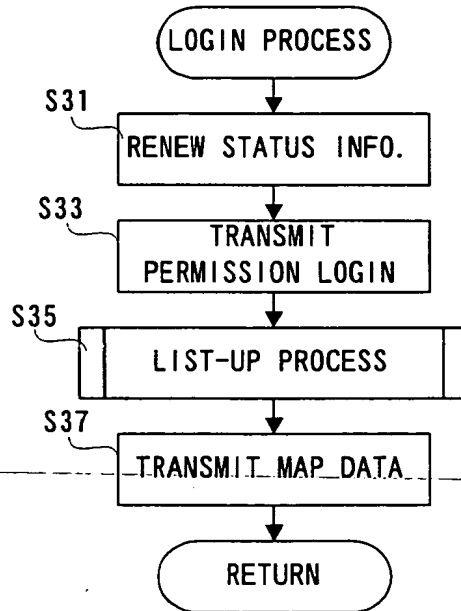 LOGIN PROCESS
S31
RENEW STATUS INFO.
S33
TRANSMIT
PERMISSION LOGIN
S35
LIST-UP PROCESS
S37
TRANSMIT MAP DATA
RETURN